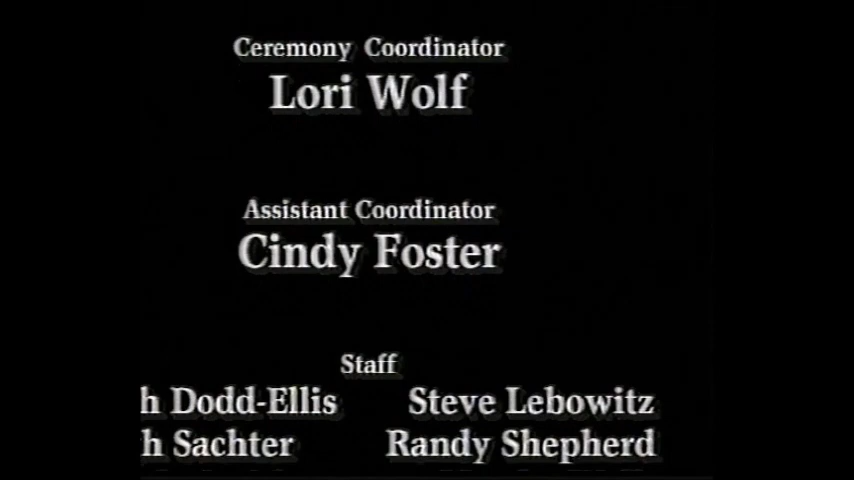 Ceremony Coordinator
Lori Wolf
Assistant Coordinator
Cindy Foster
Staff
h Dodd-Ellis Steve Lebowitz
h Sachter Randy Shepherd